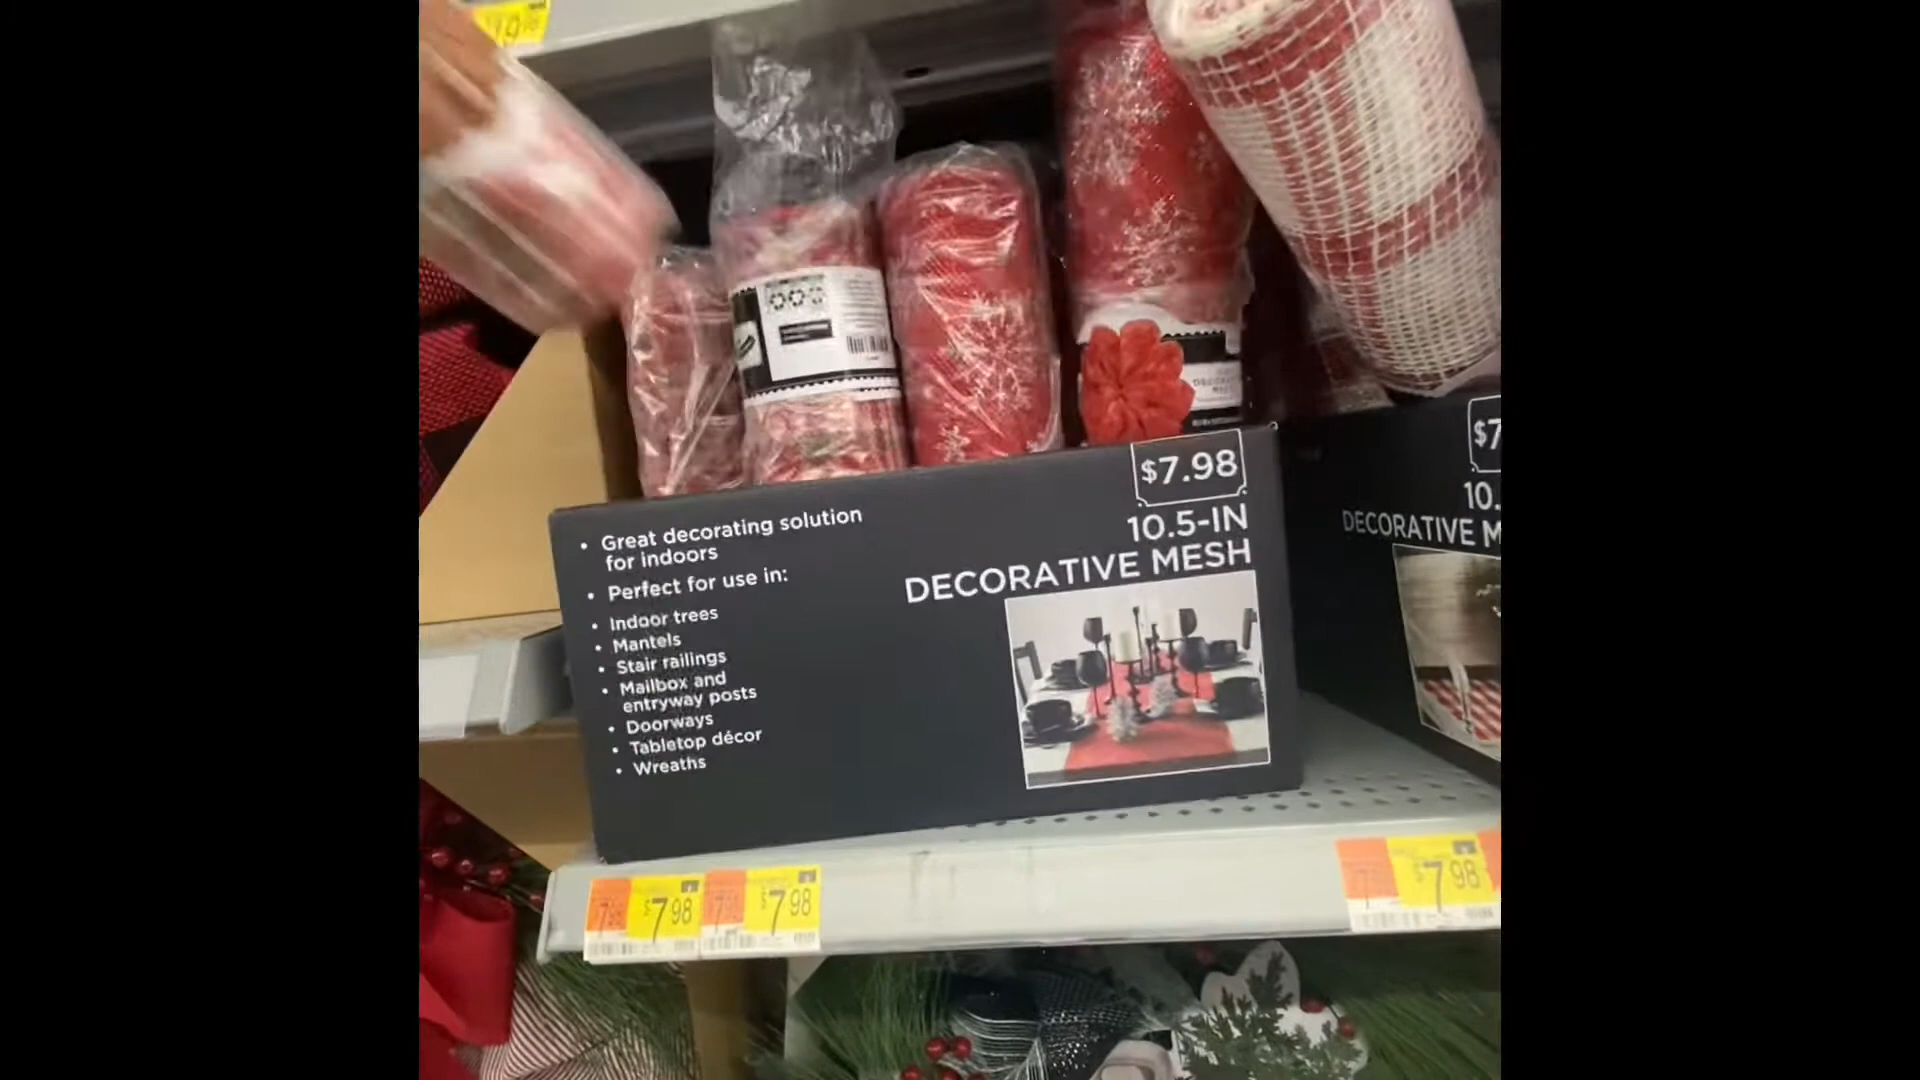 $7.98
10.5-IN
DECORATIVE MESH
• Great decorating solution
for indoors
• Perfect for use in:
• Indoor trees
• Mantels
• Stair railings
• Mailbox and
entryway posts
• Doorways
• Tabletop décor
• Wreaths
$7
10.
DECORATIVE M
$7 98
$7 98
$7 98